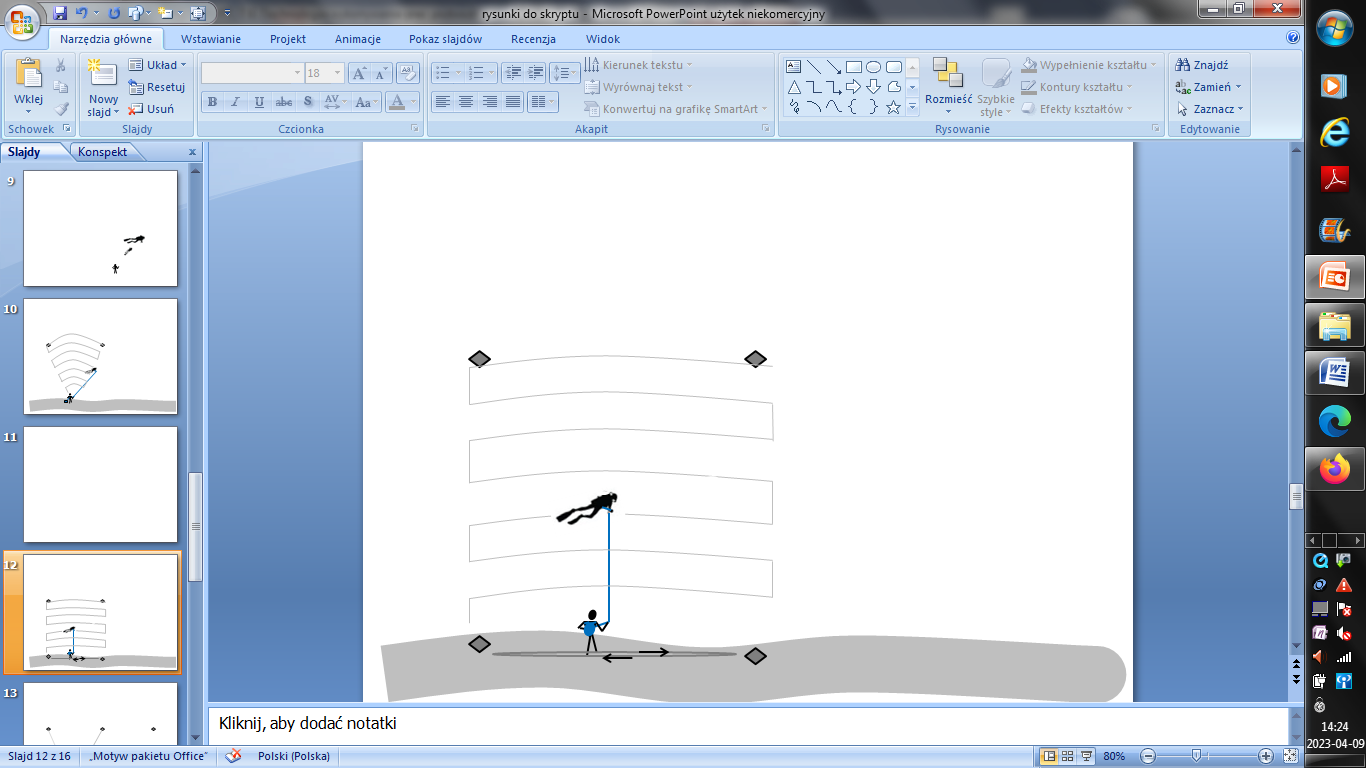 rysunki do skryptu - Microsoft PowerPoint użytek niekomercyjny
Narzędzia główne Wstawianie Projekt Animacje Pokaz slajdów Recenzja Widok
Wklej
Nowy slajd
Układ
Resetuj
Usuń
18
B I U abc S AV Aa A
Kierunek tekstu
Wyrównaj tekst
Konwertuj na grafikę SmartArt
Rozmieść
Szybkie style
Wypełnienie kształtu
Kontury kształtu
Efekty kształtów
Znajdź
Zamień
Zaznacz
Schowek Slajdy Czcionka Akapit Rysowanie Edytowanie
Slajdy Konspekt x
9
10
11
12
13
Kliknij, aby dodać notatki
Slajd 12 z 16 „Motyw pakietu Office” Polski (Polska) 80%
14:24
2023-04-09